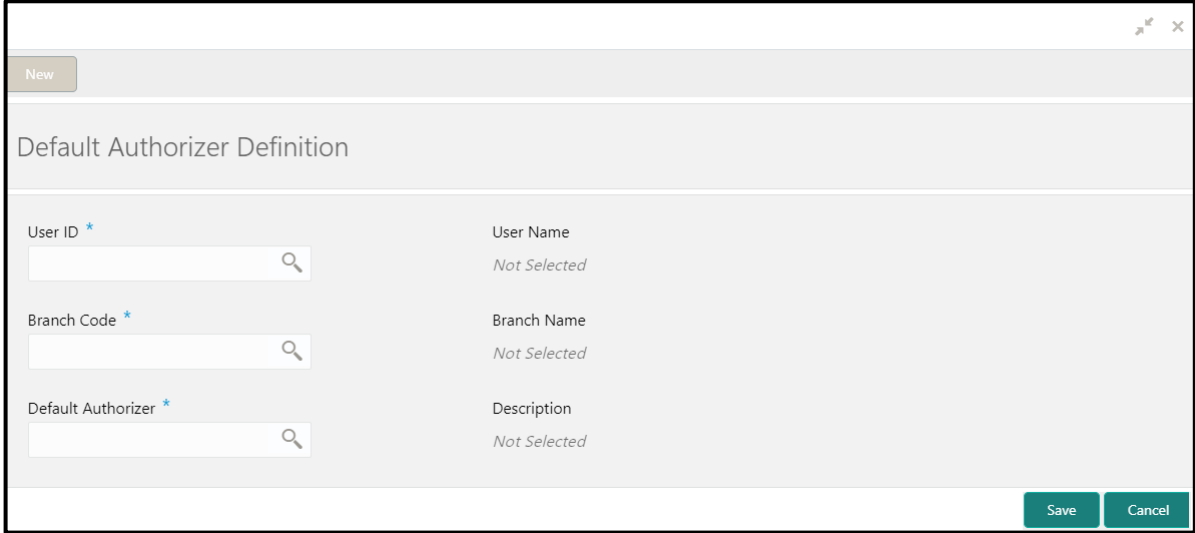 New
Default Authorizer Definition
User ID *
User Name
Not Selected
Branch Code *
Branch Name
Not Selected
Default Authorizer *
Description
Not Selected
Save
Cancel